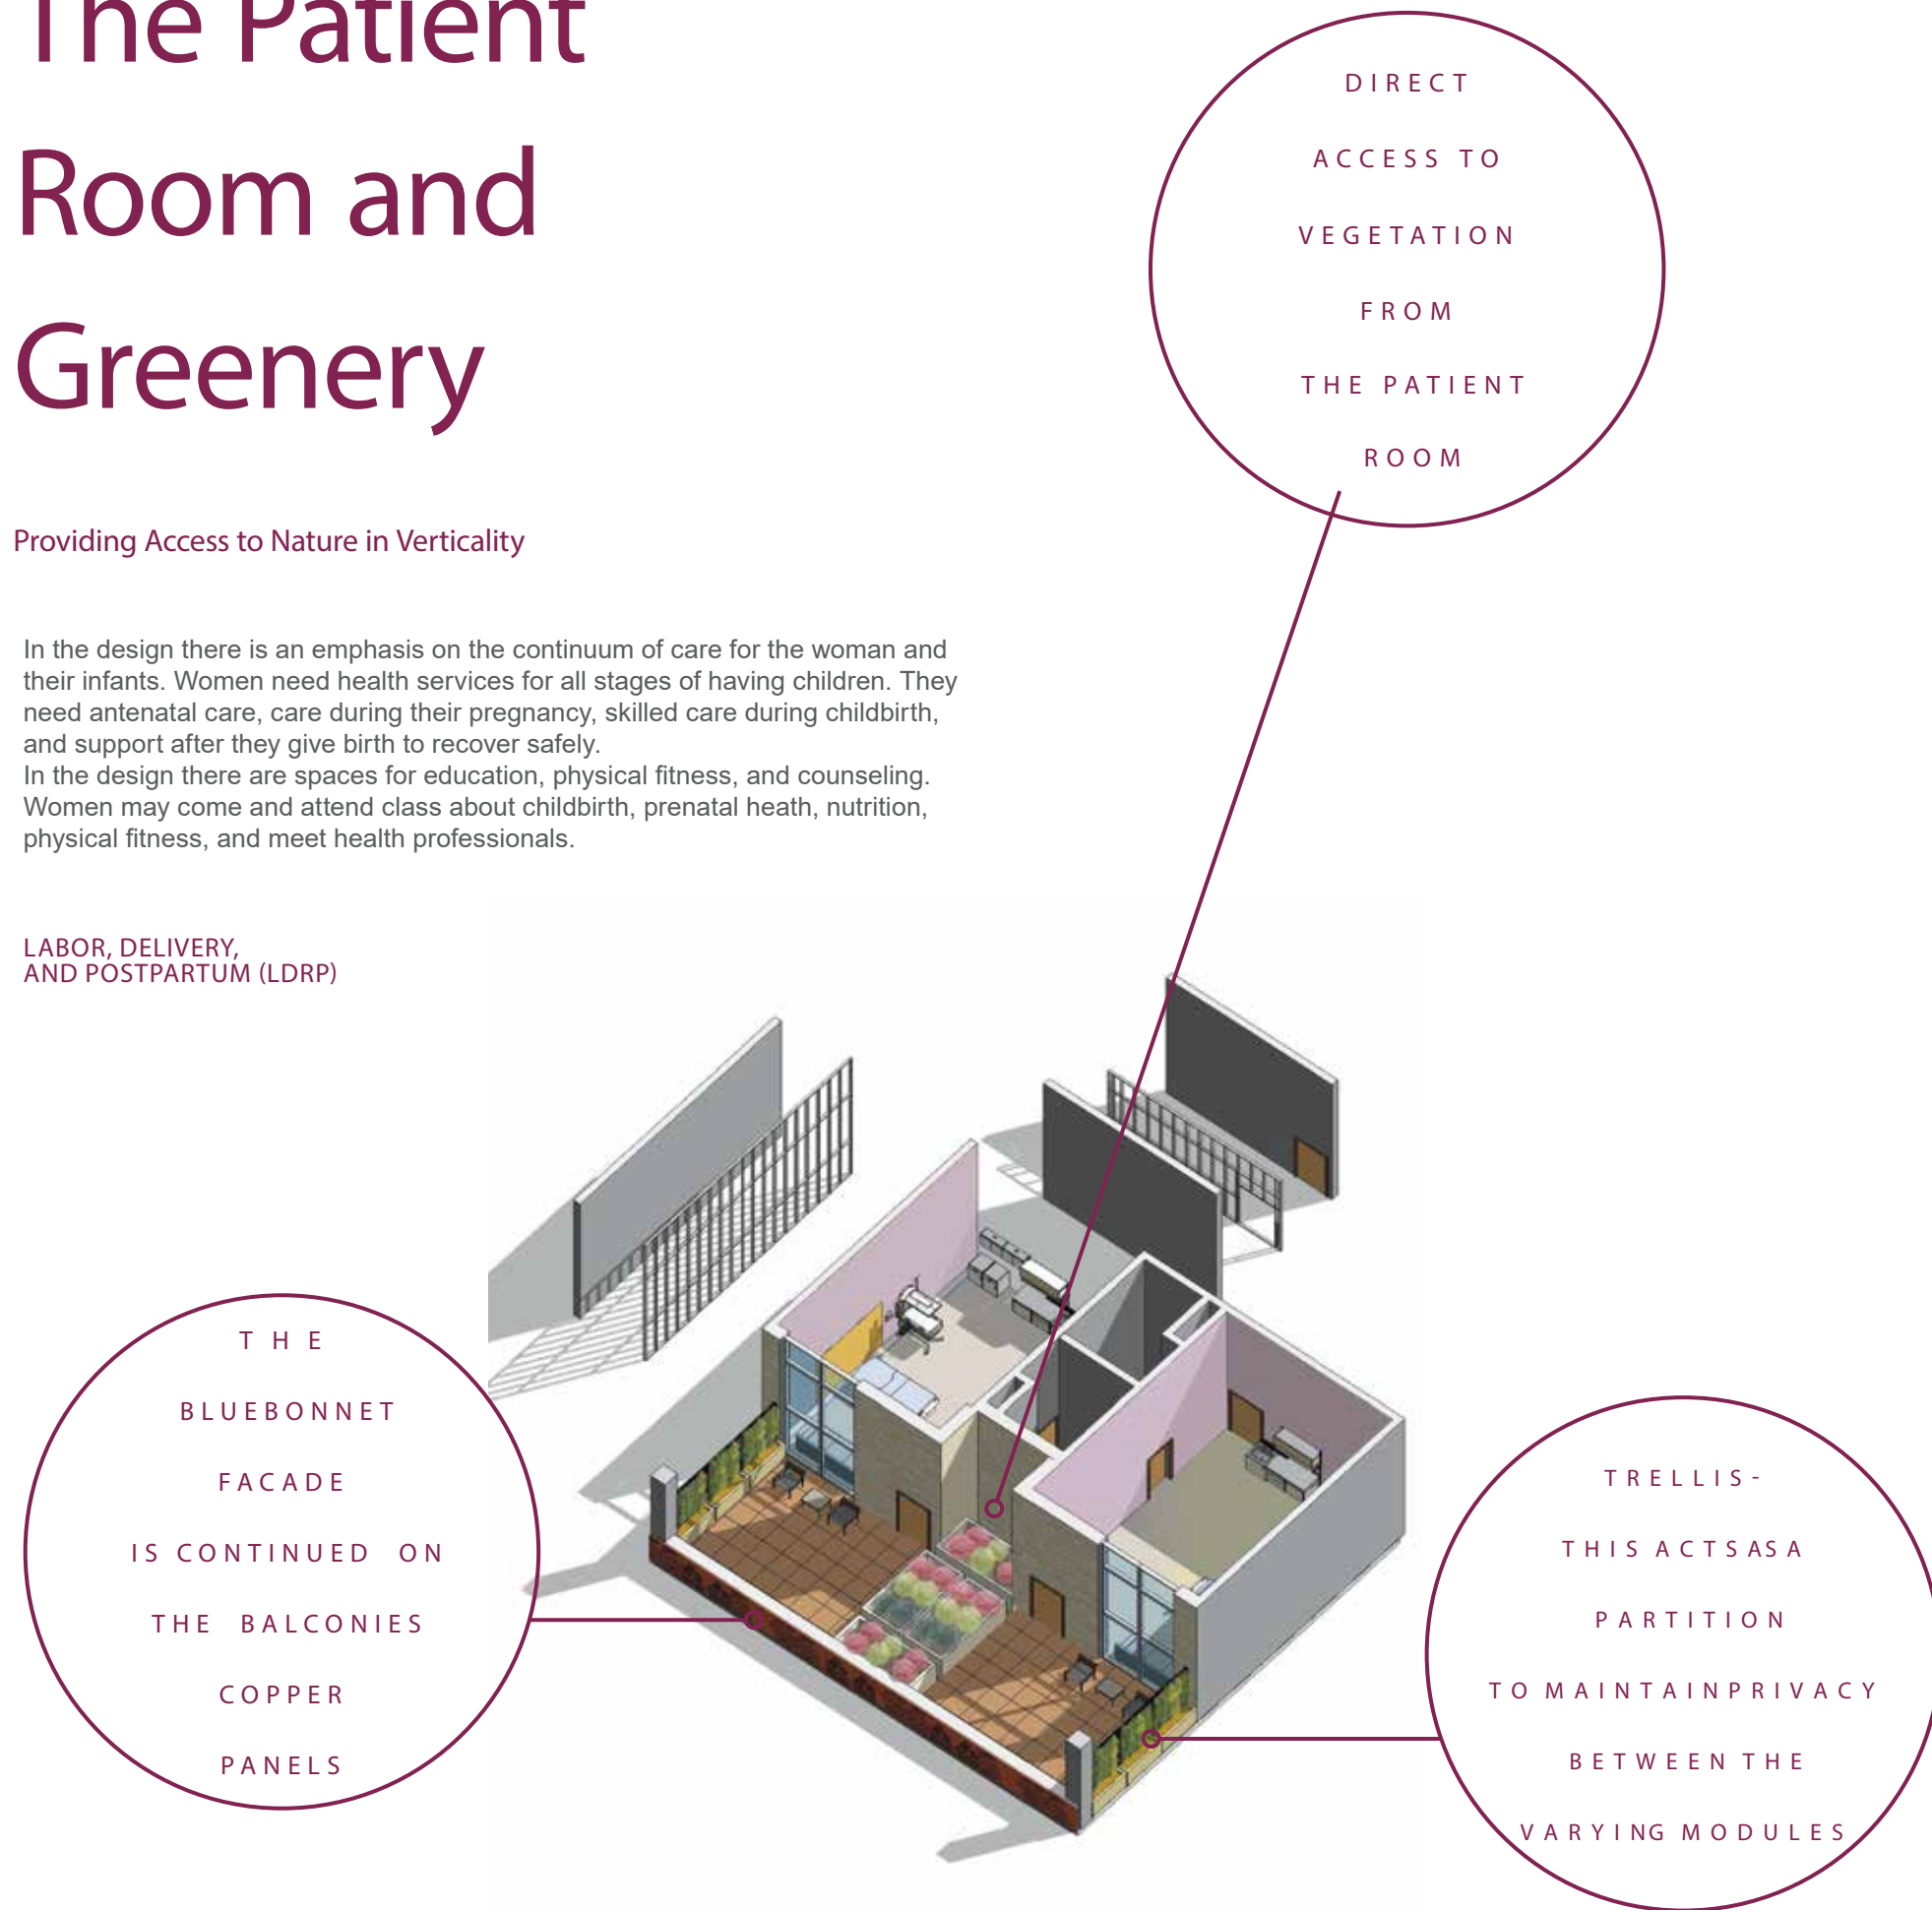 The Patient
Room and
Greenery
Providing Access to Nature in Verticality
In the design there is an emphasis on the continuum of care for the woman and
their infants. Women need health services for all stages of having children. They
need antenatal care, care during their pregnancy, skilled care during childbirth,
and support after they give birth to recover safely.
In the design there are spaces for education, physical fitness, and counseling.
Women may come and attend class about childbirth, prenatal heath, nutrition,
physical fitness, and meet health professionals.
LABOR, DELIVERY,
AND POSTPARTUM (LDRP)
DIRECT
ACCESS TO
VEGETATION
FROM
THE PATIENT
ROOM
THE
BLUEBONNET
FACADE
IS CONTINUED ON
THE BALCONIES
COPPER
PANELS
TRELLIS-
THIS ACTSASA
PARTITION
TO MAINTAINPRIVACY
BETWEEN THE
VARYING MODULES